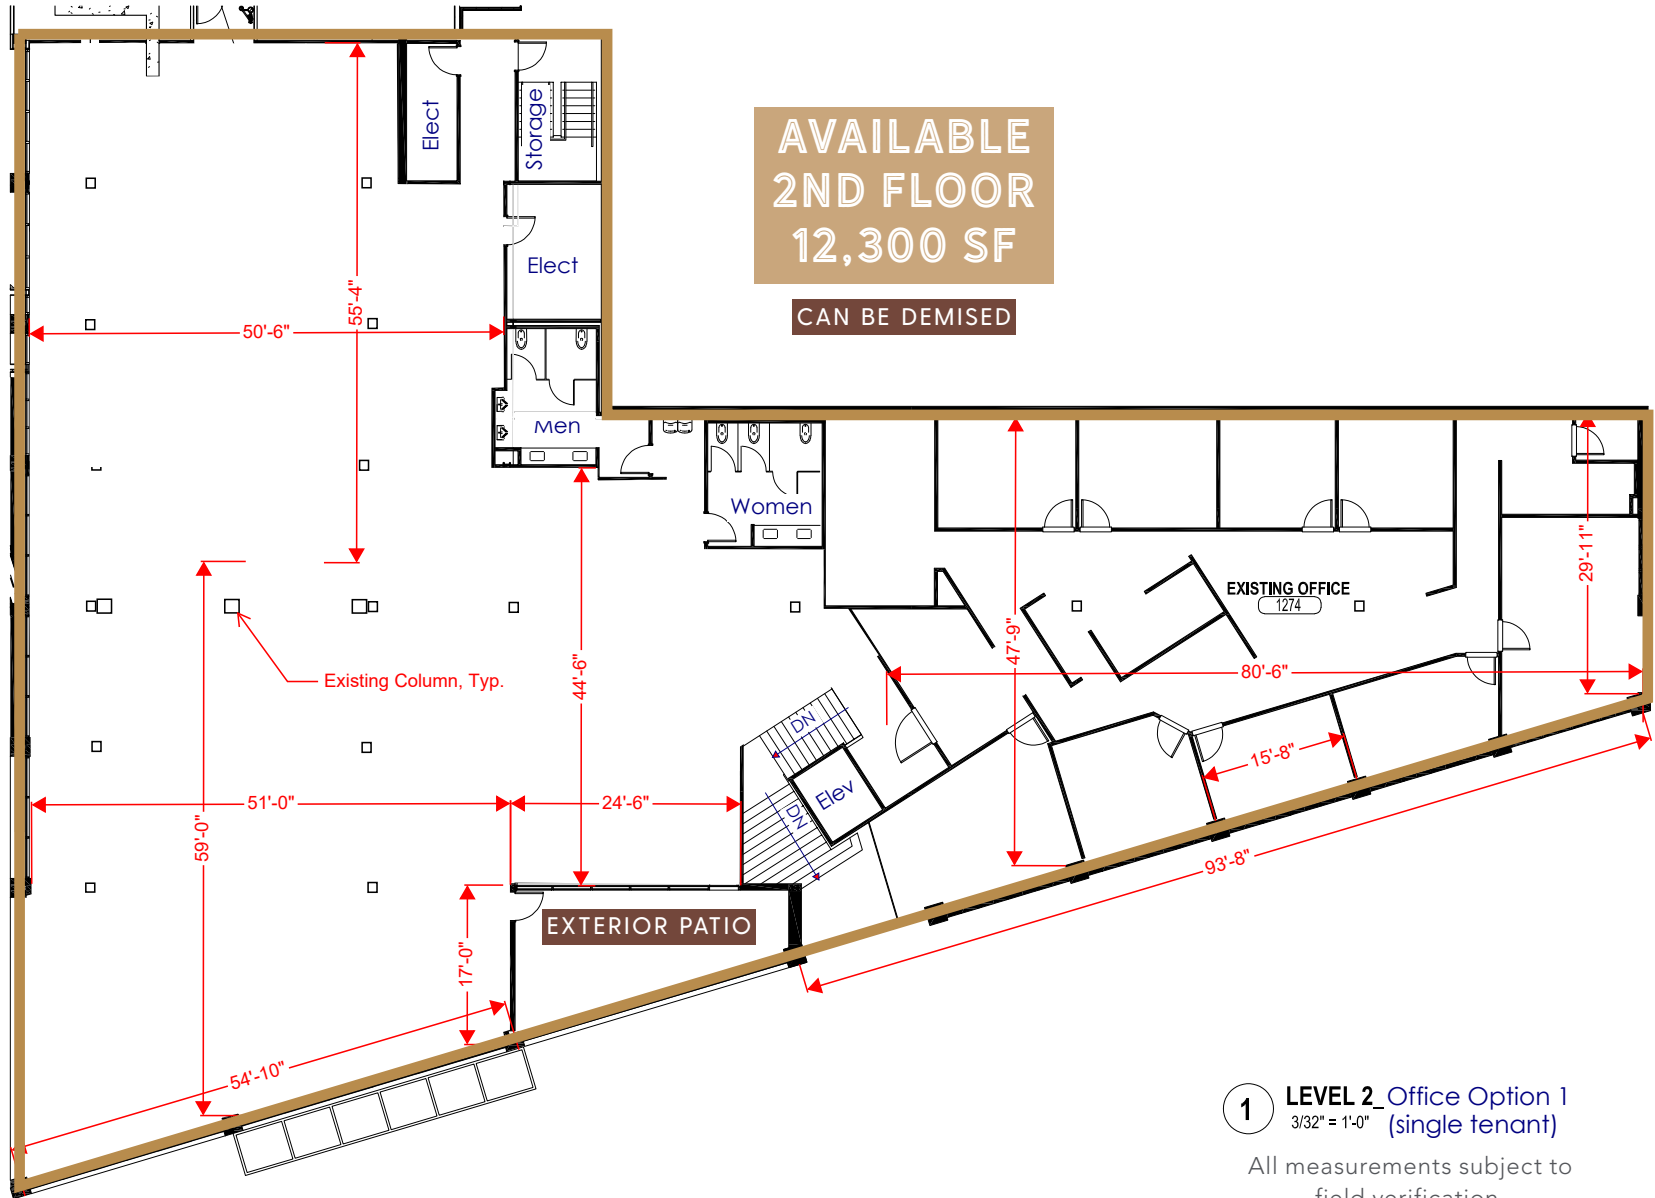 Elect
Storage
AVAILABLE
2ND FLOOR
12,300 SF
CAN BE DEMISED
Elect
55'-4"
50'-6"
Men
Women
29'-11"
EXISTING OFFICE
1274
47'-9"
44'-6"
80'-6"
Existing Column, Typ.
DN
15'-8"
Elev
DN
51'-0"
24'-6"
59'-0"
93'-8"
EXTERIOR PATIO
17'-0"
54'-10"
1
LEVEL 2_Office Option 1
3/32" = 1'-0" (single tenant)
All measurements subject to
field verification